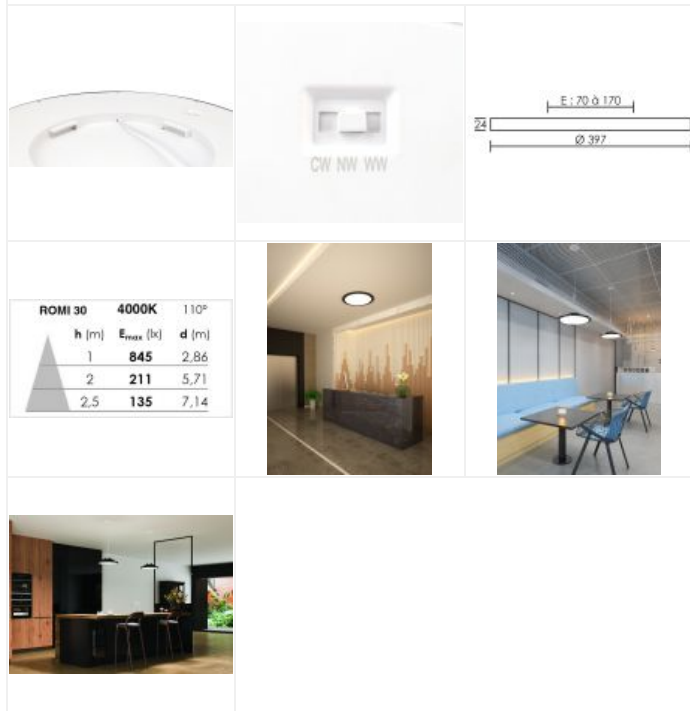 CW NW WW
E : 70 à 170
24
Ø 397
ROMI 30 4000K 110º
h (m) Emax (lx) d (m)
1 845 2,86
2 211 5,71
2,5 135 7,14